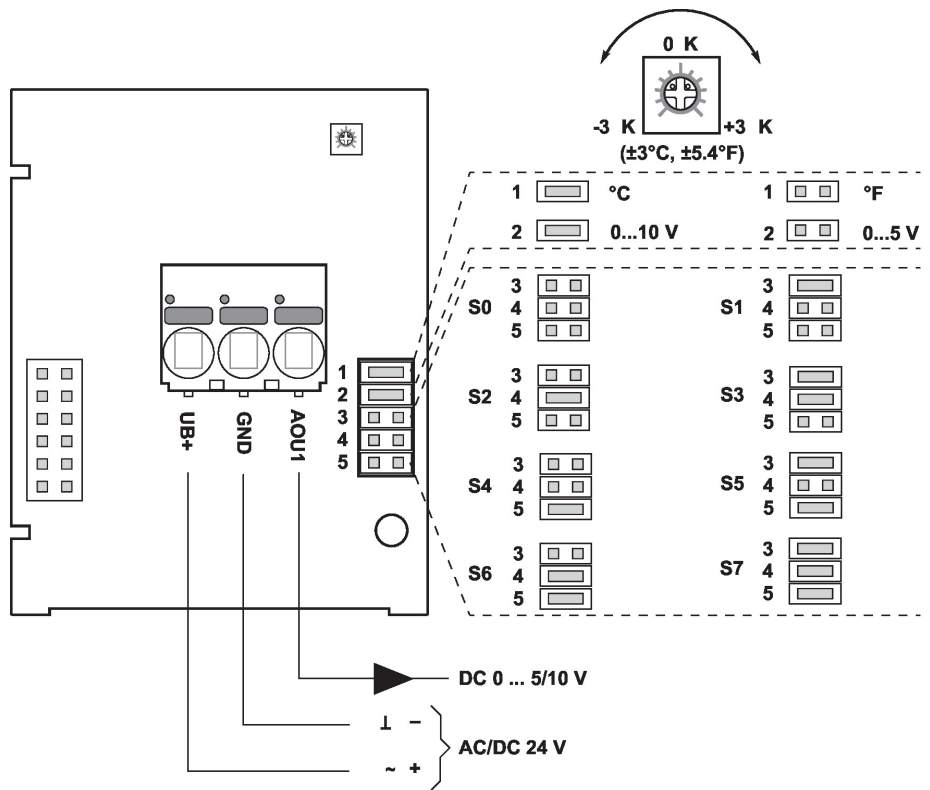 0 K
-3 K +3 K
(±3°C, ±5.4°F)
1 °C 1 °F
2 0...10 V 2 0...5 V
S0 3 4 5
S1 3 4 5
S2 3 4 5
S3 3 4 5
S4 3 4 5
S5 3 4 5
S6 3 4 5
S7 3 4 5
1
2
3
4
5
UB+
GND
AOU1
DC 0 ... 5/10 V
⊥ –
AC/DC 24 V
~ +